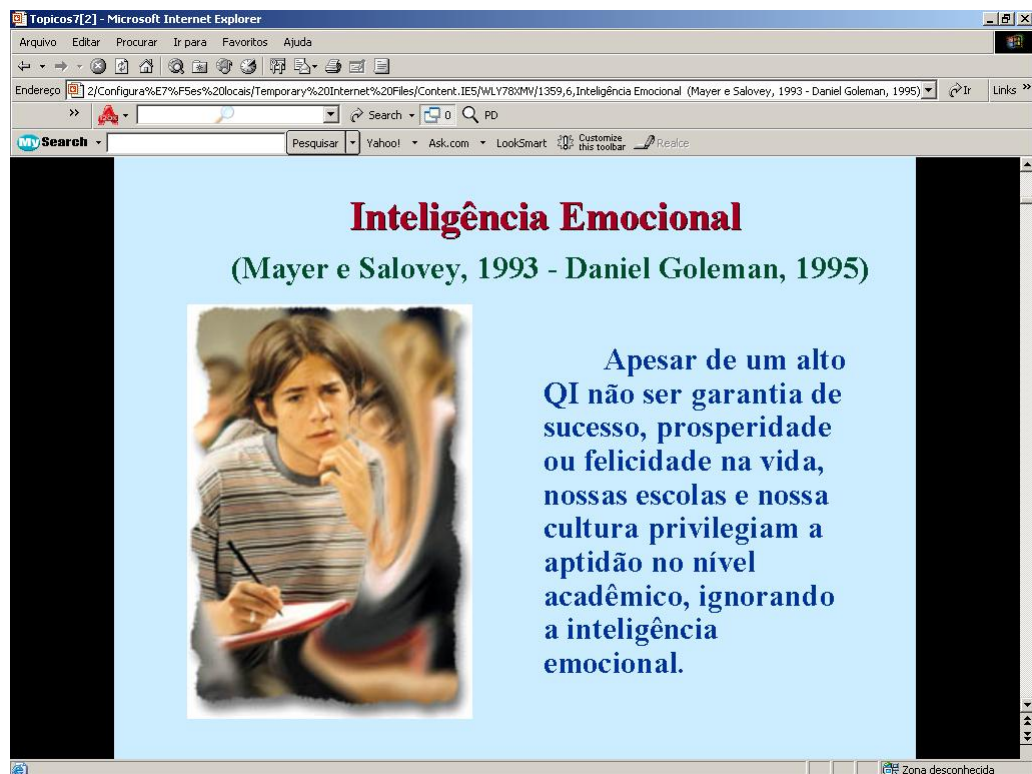 Topicos7[2] - Microsoft Internet Explorer
Arquivo Editar Procurar Ir para Favoritos Ajuda
Endereço 2/Configura%E7%F5es%20locais/Temporary%20Internet%20Files/Content.IE5/WLY78XMV/1359,6,Inteligência Emocional (Mayer e Salovey, 1993 - Daniel Goleman, 1995) Ir Links »
» Search 0 PD
My Search Pesquisar Yahoo! Ask.com LookSmart Customize this toolbar Realce
Inteligência Emocional
(Mayer e Salovey, 1993 - Daniel Goleman, 1995)
Apesar de um alto
QI não ser garantia de
sucesso, prosperidade
ou felicidade na vida,
nossas escolas e nossa
cultura privilegiam a
aptidão no nível
acadêmico, ignorando
a inteligência
emocional.
Zona desconhecida